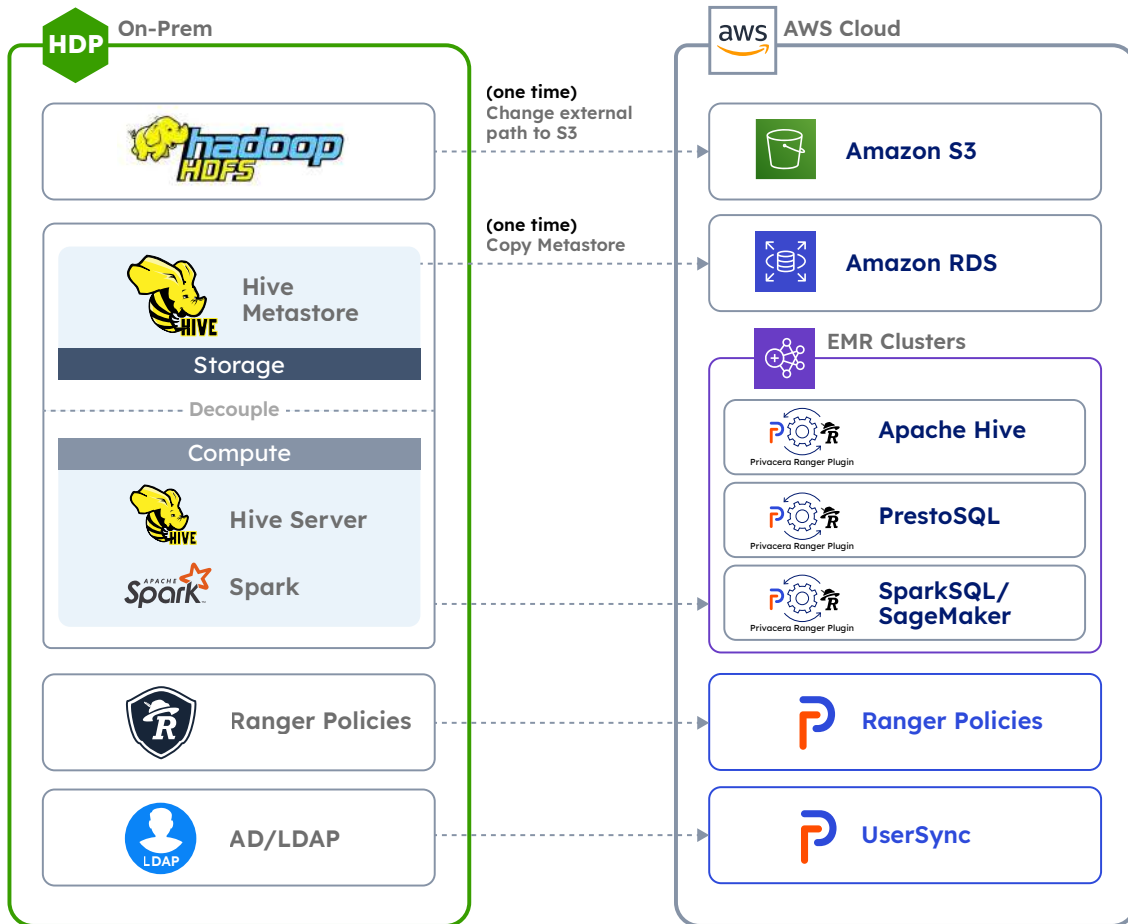 HDP
On-Prem
hadoop
HDFS
(one time)
Change external
path to S3
Hive
Metastore
HIVE
Storage
(one time)
Copy Metastore
Decouple
Compute
Hive Server
HIVE
APACHE
Spark
Spark
Ranger Policies
R
AD/LDAP
LDAP
aws
AWS Cloud
Amazon S3
Amazon RDS
EMR Clusters
R
Apache Hive
Privacera Ranger Plugin
R
PrestoSQL
Privacera Ranger Plugin
R
SparkSQL/
SageMaker
Privacera Ranger Plugin
Ranger Policies
UserSync